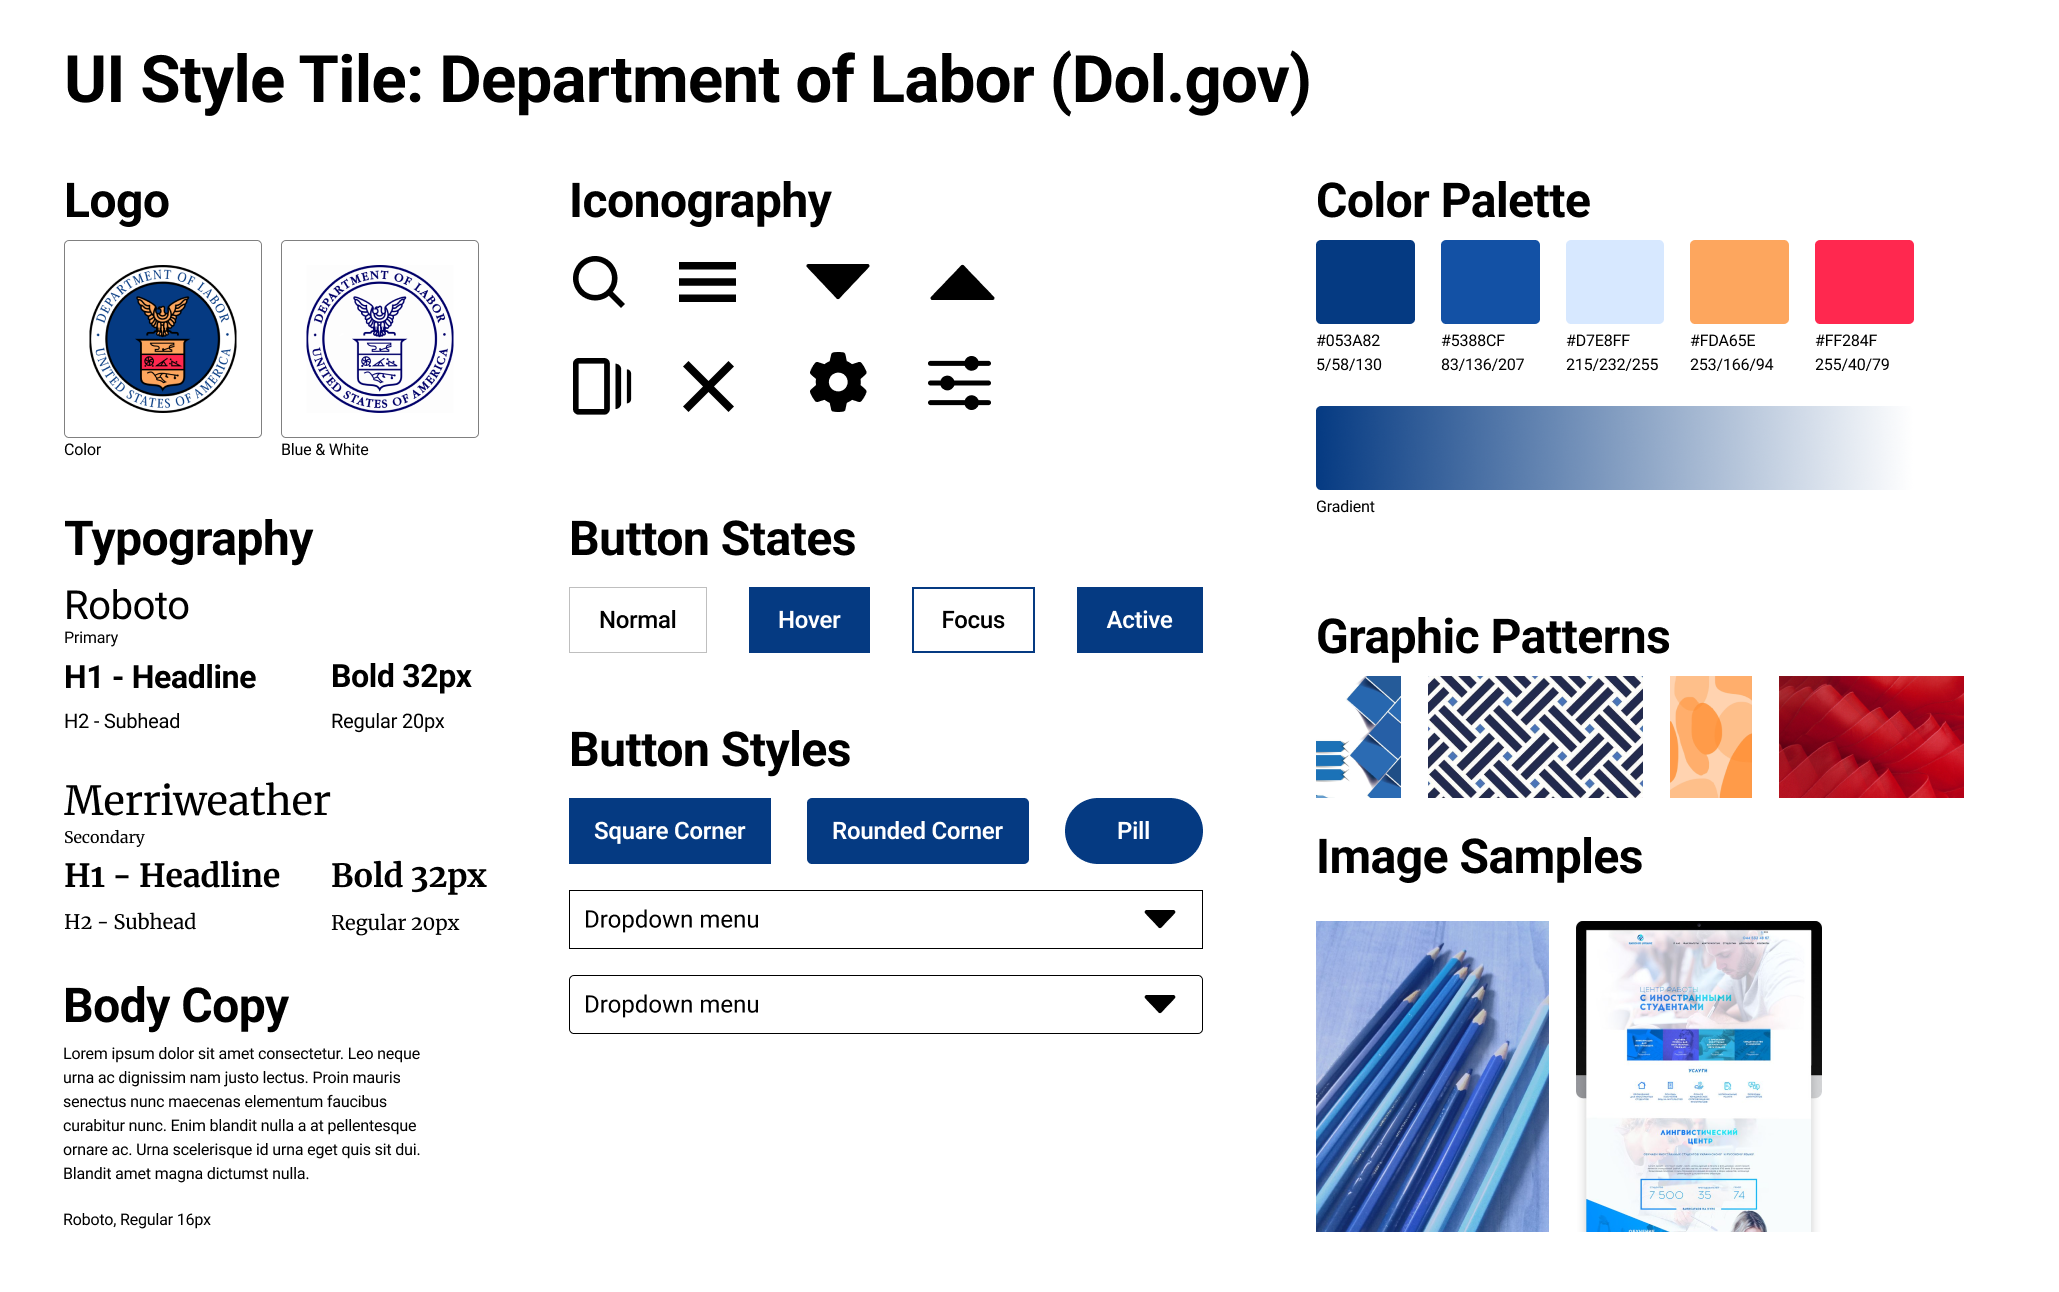 UI Style Tile: Department of Labor (Dol.gov)
Logo
DEPARTMENT OF LABOR
UNITED STATES OF AMERICA
Color
DEPARTMENT OF LABOR
UNITED STATES OF AMERICA
Blue & White
Typography
Roboto
Primary
H1 - Headline Bold 32px
H2 - Subhead Regular 20px
Merriweather
Secondary
H1 - Headline Bold 32px
H2 - Subhead Regular 20px
Body Copy
Lorem ipsum dolor sit amet consectetur. Leo neque
urna ac dignissim nam justo lectus. Proin mauris
senectus nunc maecenas elementum faucibus
curabitur nunc. Enim blandit nulla a at pellentesque
ornare ac. Urna scelerisque id urna eget quis sit dui.
Blandit amet magna dictumst nulla.
Roboto, Regular 16px
Iconography
Button States
Normal Hover Focus Active
Button Styles
Square Corner Rounded Corner Pill
Dropdown menu
Dropdown menu
Color Palette
#053A82 #5388CF #D7E8FF #FDA65E #FF284F
5/58/130 83/136/207 215/232/255 253/166/94 255/40/79
Gradient
Graphic Patterns
Image Samples
ЦЕНТР РАБОТЫ
С ИНОСТРАННЫМИ
СТУДЕНТАМИ
УСЛУГИ
ЛИНГВИСТИЧЕСКИЙ
ЦЕНТР
7 500 35 74